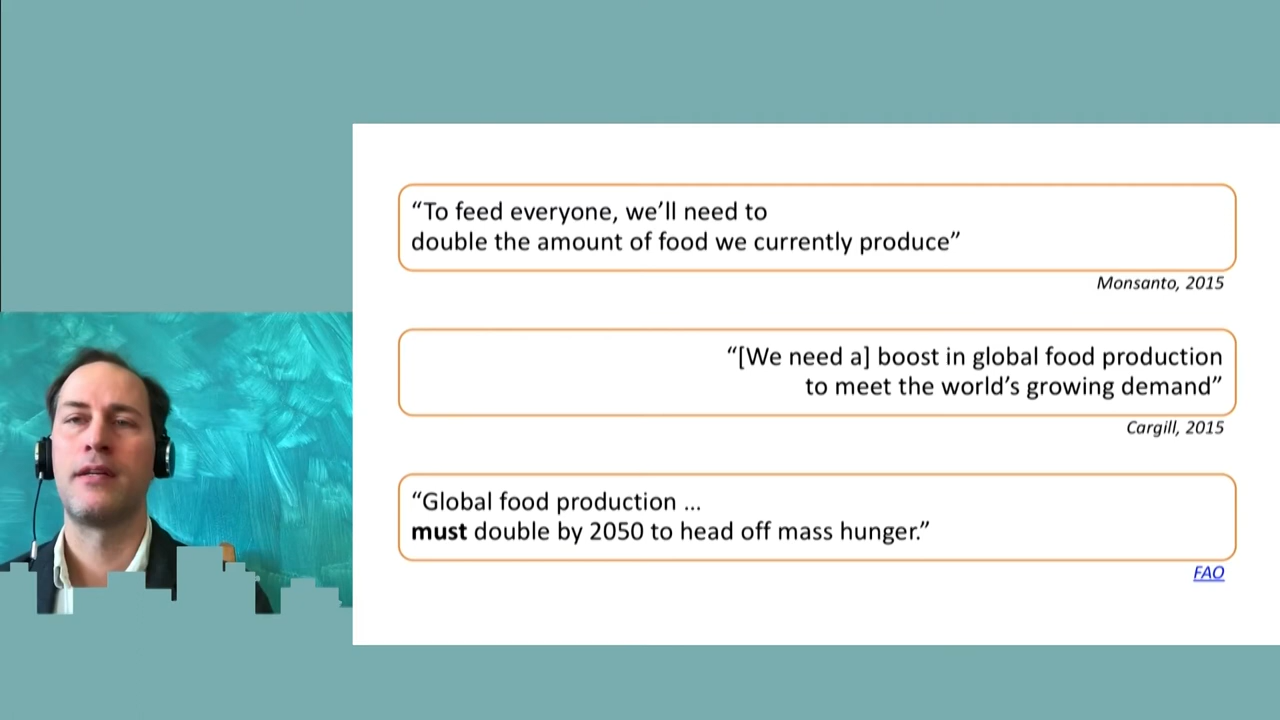 “To feed everyone, we’ll need to
double the amount of food we currently produce”
Monsanto, 2015
“[We need a] boost in global food production
to meet the world’s growing demand”
Cargill, 2015
“Global food production ...
must double by 2050 to head off mass hunger.”
FAO